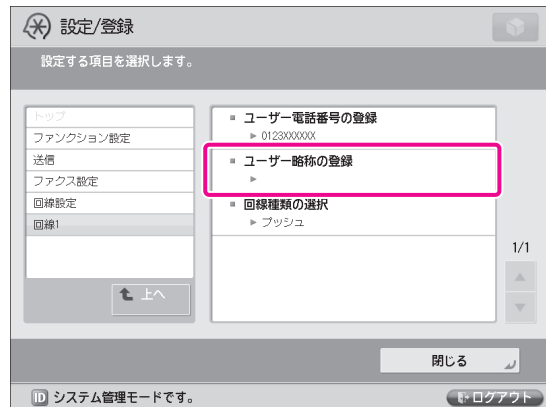 設定/登録
設定する項目を選択します。
トップ
ファンクション設定
送信
ファクス設定
回線設定
回線1
上へ
ユーザー電話番号の登録
0123XXXXXX
ユーザー略称の登録
回線種類の選択
プッシュ
1/1
閉じる
ID システム管理モードです。
ログアウト